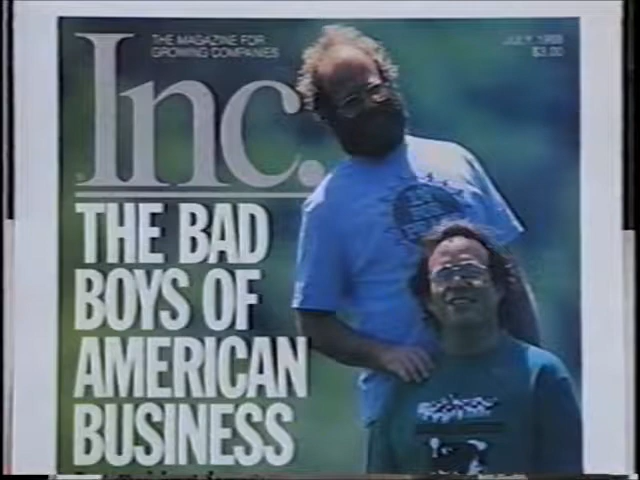 Inc.
THE MAGAZINE FOR
GROWING COMPANIES
JULY 1988
$3.00
THE BAD
BOYS OF
AMERICAN
BUSINESS